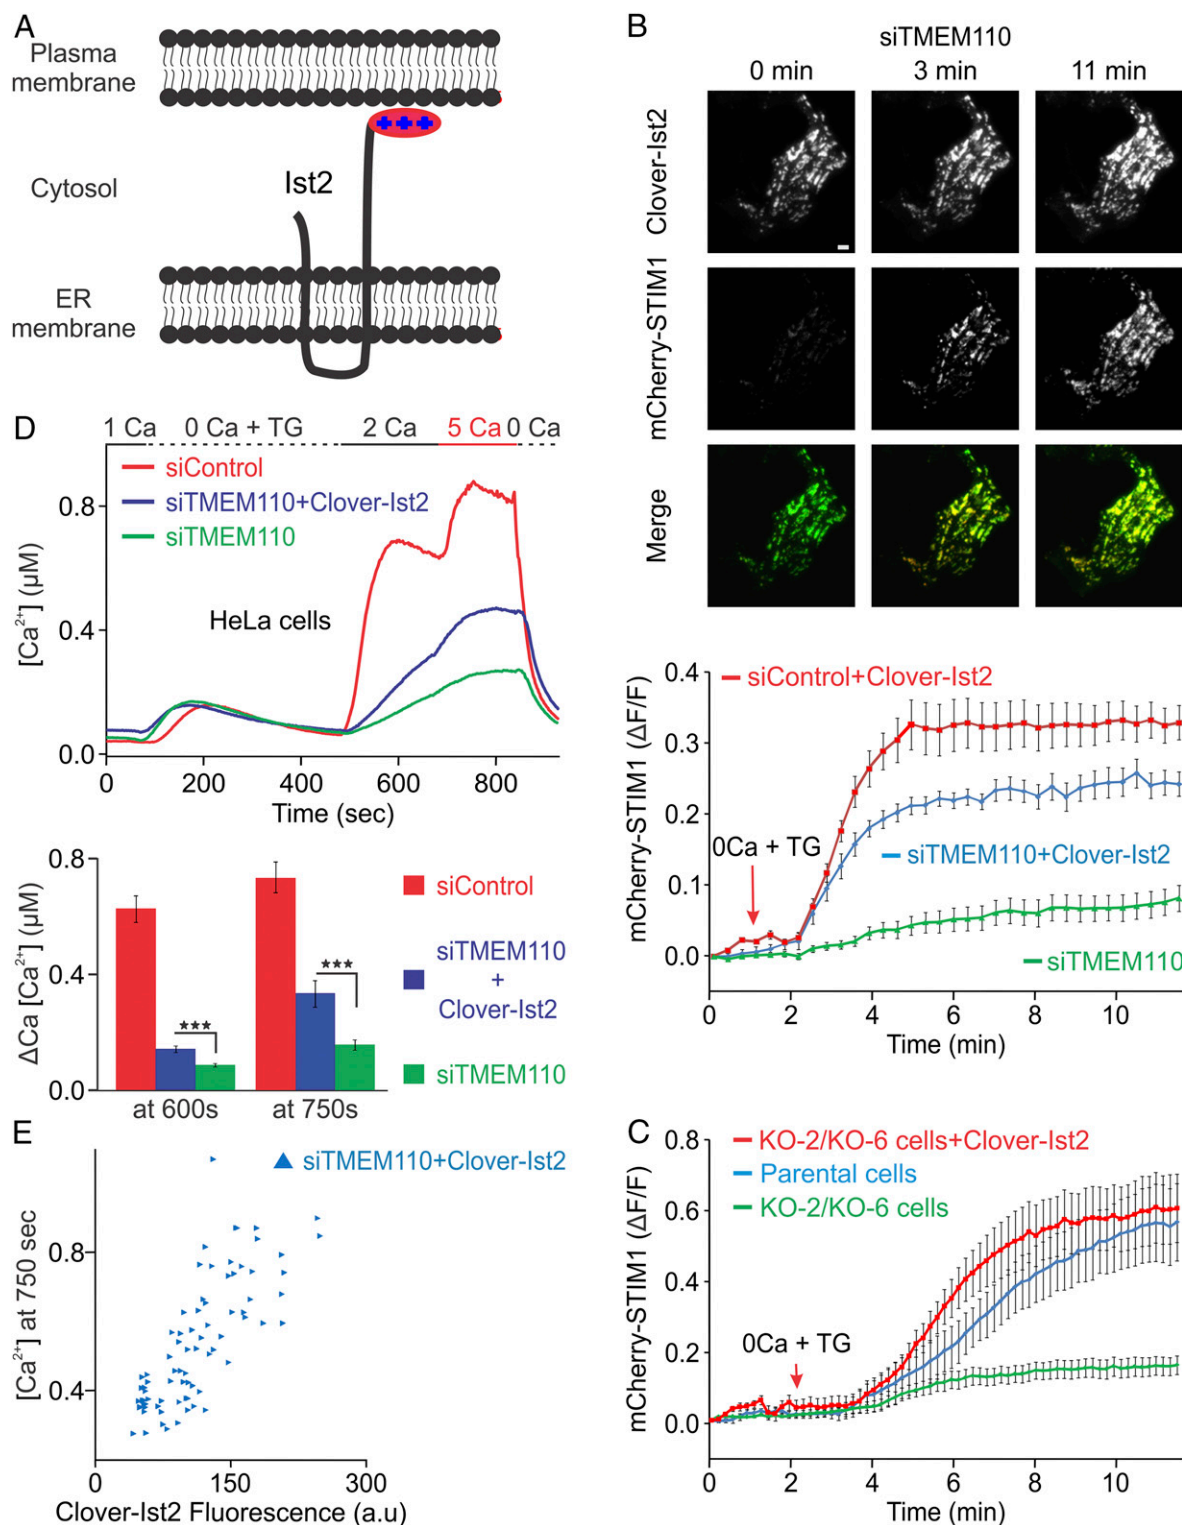 A
Plasma
membrane
+++
Cytosol
Ist2
ER
membrane
B
siTMEM110
0 min 3 min 11 min
Clover-Ist2
mCherry-STIM1
Merge
mCherry-STIM1 (ΔF/F)
0.4
0.3
0.2
0.1
0.0
siControl+Clover-Ist2
0Ca + TG
siTMEM110+Clover-Ist2
siTMEM110
0 2 4 6 8 10
Time (min)
C
mCherry-STIM1 (ΔF/F)
0.8
0.6
0.4
0.2
0.0
KO-2/KO-6 cells+Clover-Ist2
Parental cells
KO-2/KO-6 cells
0Ca + TG
0 2 4 6 8 10
Time (min)
D
1 Ca 0 Ca + TG 2 Ca 5 Ca 0 Ca
siControl
siTMEM110+Clover-Ist2
siTMEM110
HeLa cells
[Ca²⁺] (μM)
0.8
0.4
0.0
0 200 400 600 800
Time (sec)
ΔCa [Ca²⁺] (μM)
0.8
0.4
0.0
***
***
siControl
siTMEM110
+
Clover-Ist2
siTMEM110
at 600s at 750s
E
siTMEM110+Clover-Ist2
[Ca²⁺] at 750 sec
0.8
0.4
0 150 300
Clover-Ist2 Fluorescence (a.u)